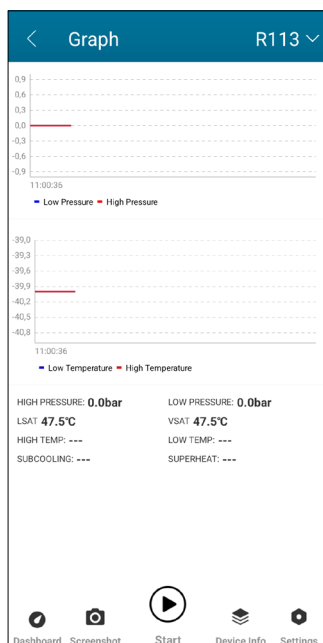 Graph R113
0,9
0,6
0,3
0,0
-0,3
-0,6
-0,9
11:00:36
Low Pressure High Pressure
-39,0
-39,3
-39,6
-39,9
-40,2
-40,5
-40,8
11:00:36
Low Temperature High Temperature
HIGH PRESSURE: 0.0bar LOW PRESSURE: 0.0bar
LSAT 47.5℃ VSAT 47.5℃
HIGH TEMP: --- LOW TEMP: ---
SUBCOOLING: --- SUPERHEAT: ---
Dashboard Screenshot Start Device Info Settings